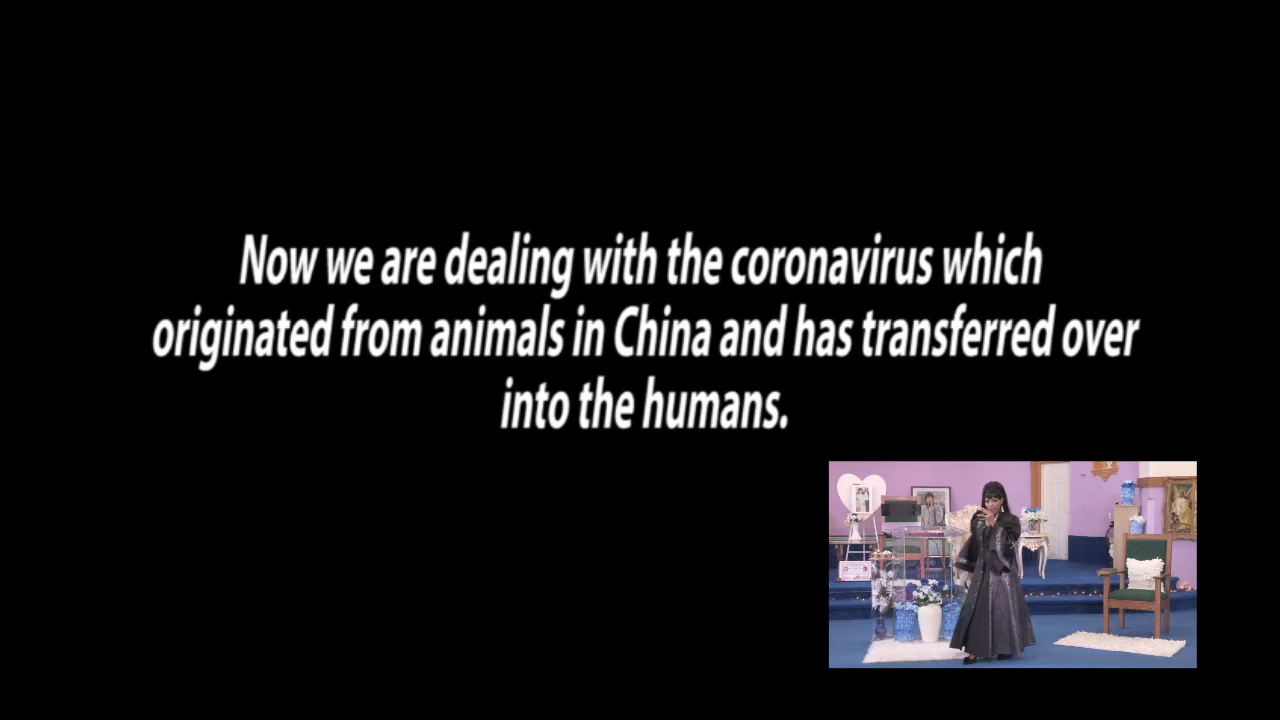 Now we are dealing with the coronavirus which
originated from animals in China and has transferred over
into the humans.